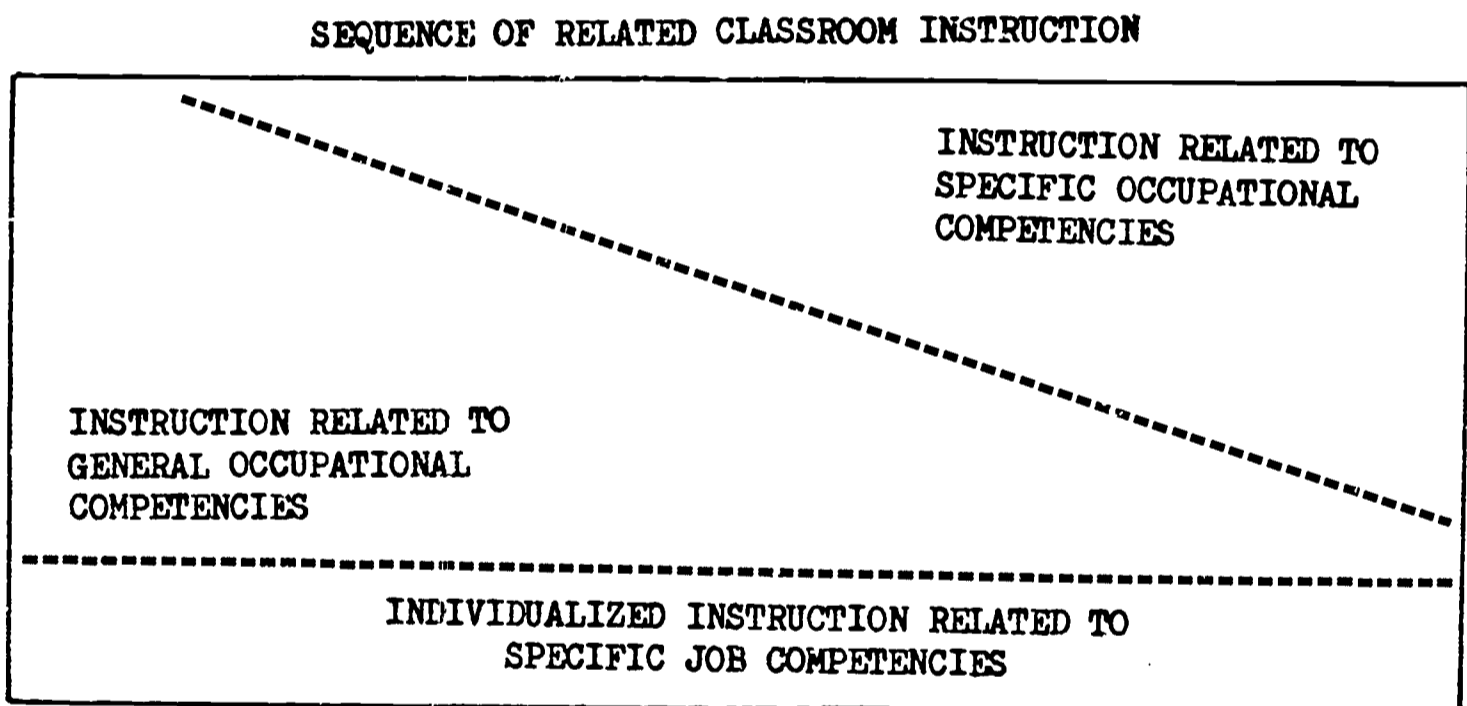 SEQUENCE OF RELATED CLASSROOM INSTRUCTION
INSTRUCTION RELATED TO
SPECIFIC OCCUPATIONAL
COMPETENCIES
INSTRUCTION RELATED TO
GENERAL OCCUPATIONAL
COMPETENCIES
INDIVIDUALIZED INSTRUCTION RELATED TO
SPECIFIC JOB COMPETENCIES